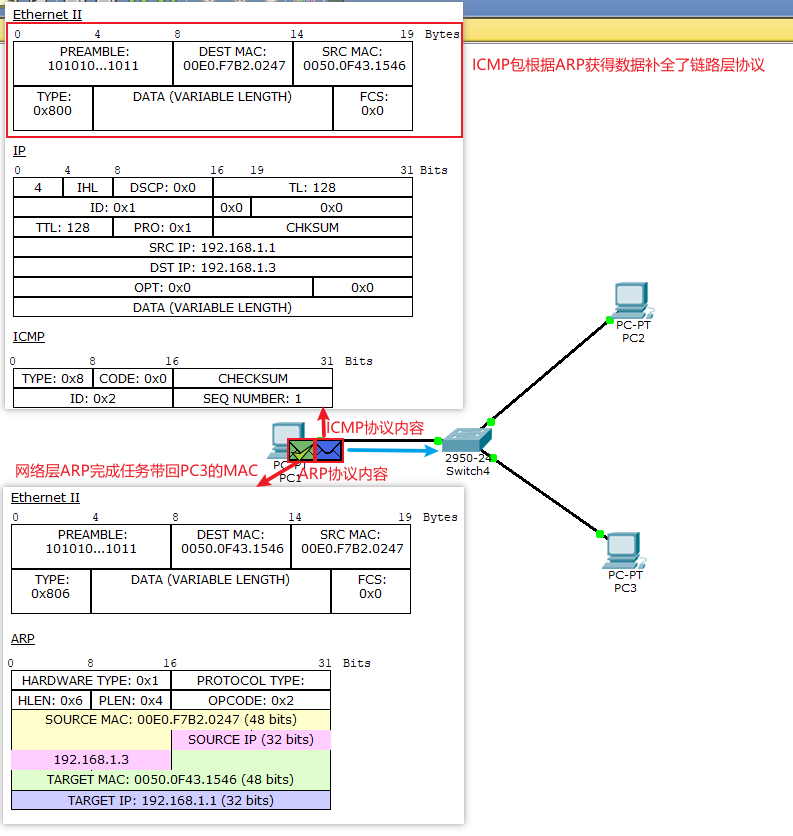 Ethernet II
0 4 8 14 19 Bytes
PREAMBLE: DEST MAC: SRC MAC:
101010...1011 00E0.F7B2.0247 0050.0F43.1546
TYPE: DATA (VARIABLE LENGTH) FCS:
0x800 0x0
ICMP包根据ARP获得数据补全了链路层协议
IP
0 4 8 16 19 31 Bits
4 IHL DSCP: 0x0 TL: 128
ID: 0x1 0x0 0x0
TTL: 128 PRO: 0x1 CHKSUM
SRC IP: 192.168.1.1
DST IP: 192.168.1.3
OPT: 0x0 0x0
DATA (VARIABLE LENGTH)
ICMP
0 8 16 31 Bits
TYPE: 0x8 CODE: 0x0 CHECKSUM
ID: 0x2 SEQ NUMBER: 1
PC-PT
PC2
ICMP协议内容
PC1
2950-24
Switch4
网络层ARP完成任务带回PC3的MAC
ARP协议内容
PC-PT
PC3
Ethernet II
0 4 8 14 19 Bytes
PREAMBLE: DEST MAC: SRC MAC:
101010...1011 0050.0F43.1546 00E0.F7B2.0247
TYPE: DATA (VARIABLE LENGTH) FCS:
0x806 0x0
ARP
0 8 16 31 Bits
HARDWARE TYPE: 0x1 PROTOCOL TYPE:
HLEN: 0x6 PLEN: 0x4 OPCODE: 0x2
SOURCE MAC: 00E0.F7B2.0247 (48 bits)
SOURCE IP (32 bits)
192.168.1.3
TARGET MAC: 0050.0F43.1546 (48 bits)
TARGET IP: 192.168.1.1 (32 bits)